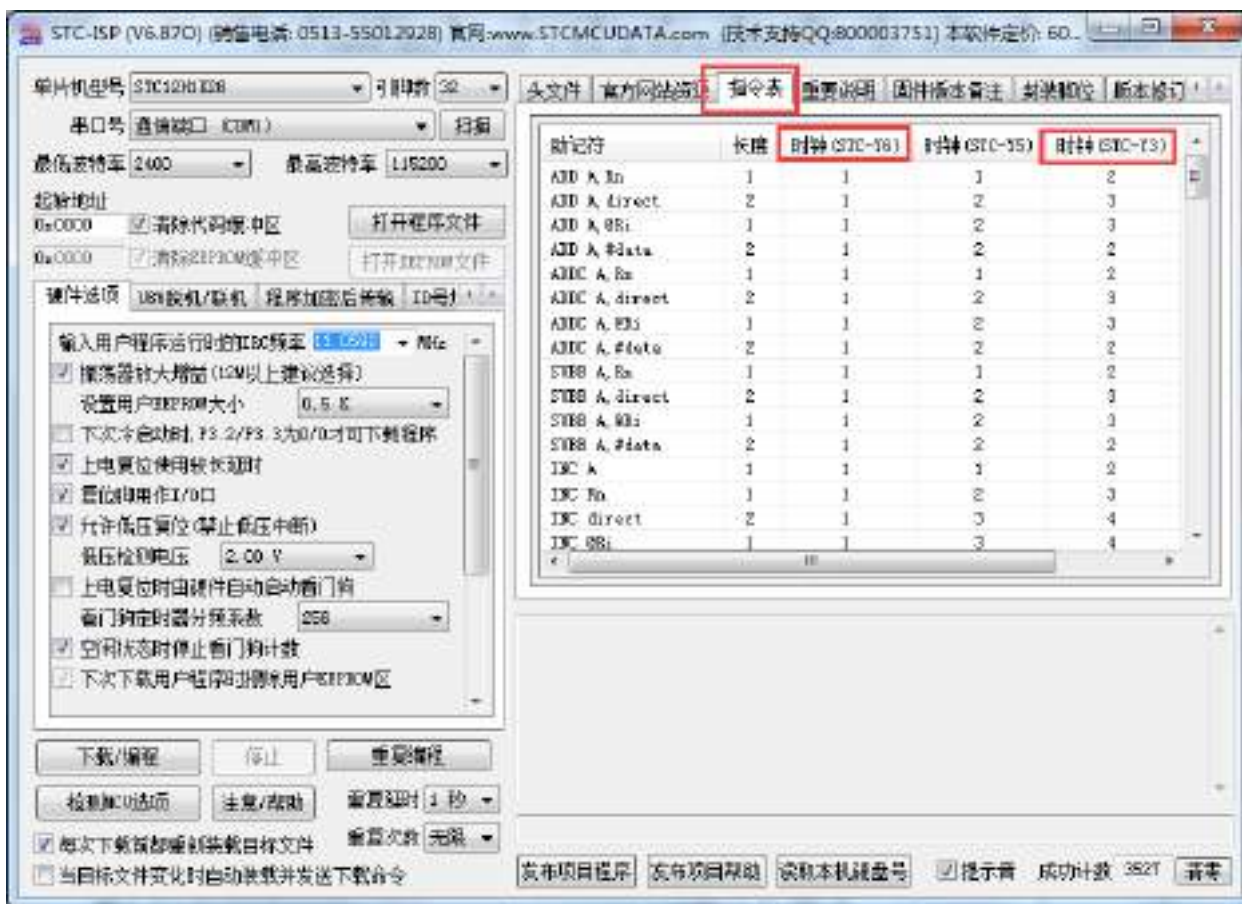 STC-ISP (V6.87O) (销售电话: 0513-55012928) 官网:www.STCMCUDATA.com (技术支持QQ:800003751) 本软件定价: 60...
单片机型号
引脚数 32
串口号 通信端口 (COM1) 扫描
最低波特率 2400 最高波特率 115200
起始地址
0x0000 清除代码缓冲区 打开程序文件
0x0000 清除EEPROM缓冲区 打开EEPROM文件
硬件选项 USB脱机/联机 程序加密后传输 ID号
输入用户程序运行时的IRC频率 MHz
振荡器放大增益(12M以上建议选择)
设置用户EEPROM大小 0.5 K
下次冷启动时, P3.2/P3.3为0/0才可下载程序
上电复位使用较长延时
复位脚用作I/O口
允许低压复位(禁止低压中断)
低压检测电压 2.00 V
上电复位时由硬件自动启动看门狗
看门狗定时器分频系数 256
空闲状态时停止看门狗计数
下次下载用户程序时擦除用户EEPROM区
下载/编程 停止 重复编程
检测MCU选项 注意/帮助 重复延时 1 秒
每次下载前都重新装载目标文件 重复次数 无限
当目标文件变化时自动装载并发送下载命令
头文件 官方网站资源 指令表 重要说明 固件版本备注 封装脚位 版本修订
助记符 长度 时钟(STC-Y6) 时钟(STC-Y5) 时钟(STC-Y3)
ADD A, Rn 1 1 1 2
ADD A, direct 2 1 2 3
ADD A, @Ri 1 1 2 3
ADD A, #data 2 1 2 2
ADDC A, Rn 1 1 1 2
ADDC A, direct 2 1 2 3
ADDC A, @Ri 1 1 2 3
ADDC A, #data 2 1 2 2
SUBB A, Rn 1 1 1 2
SUBB A, direct 2 1 2 3
SUBB A, @Ri 1 1 2 3
SUBB A, #data 2 1 2 2
INC A 1 1 1 2
INC Rn 1 1 2 3
INC direct 2 1 3 4
INC @Ri 1 1 3 4
发布项目程序 发布项目帮助 读取本机硬盘号 提示音 成功计数 3527 清零